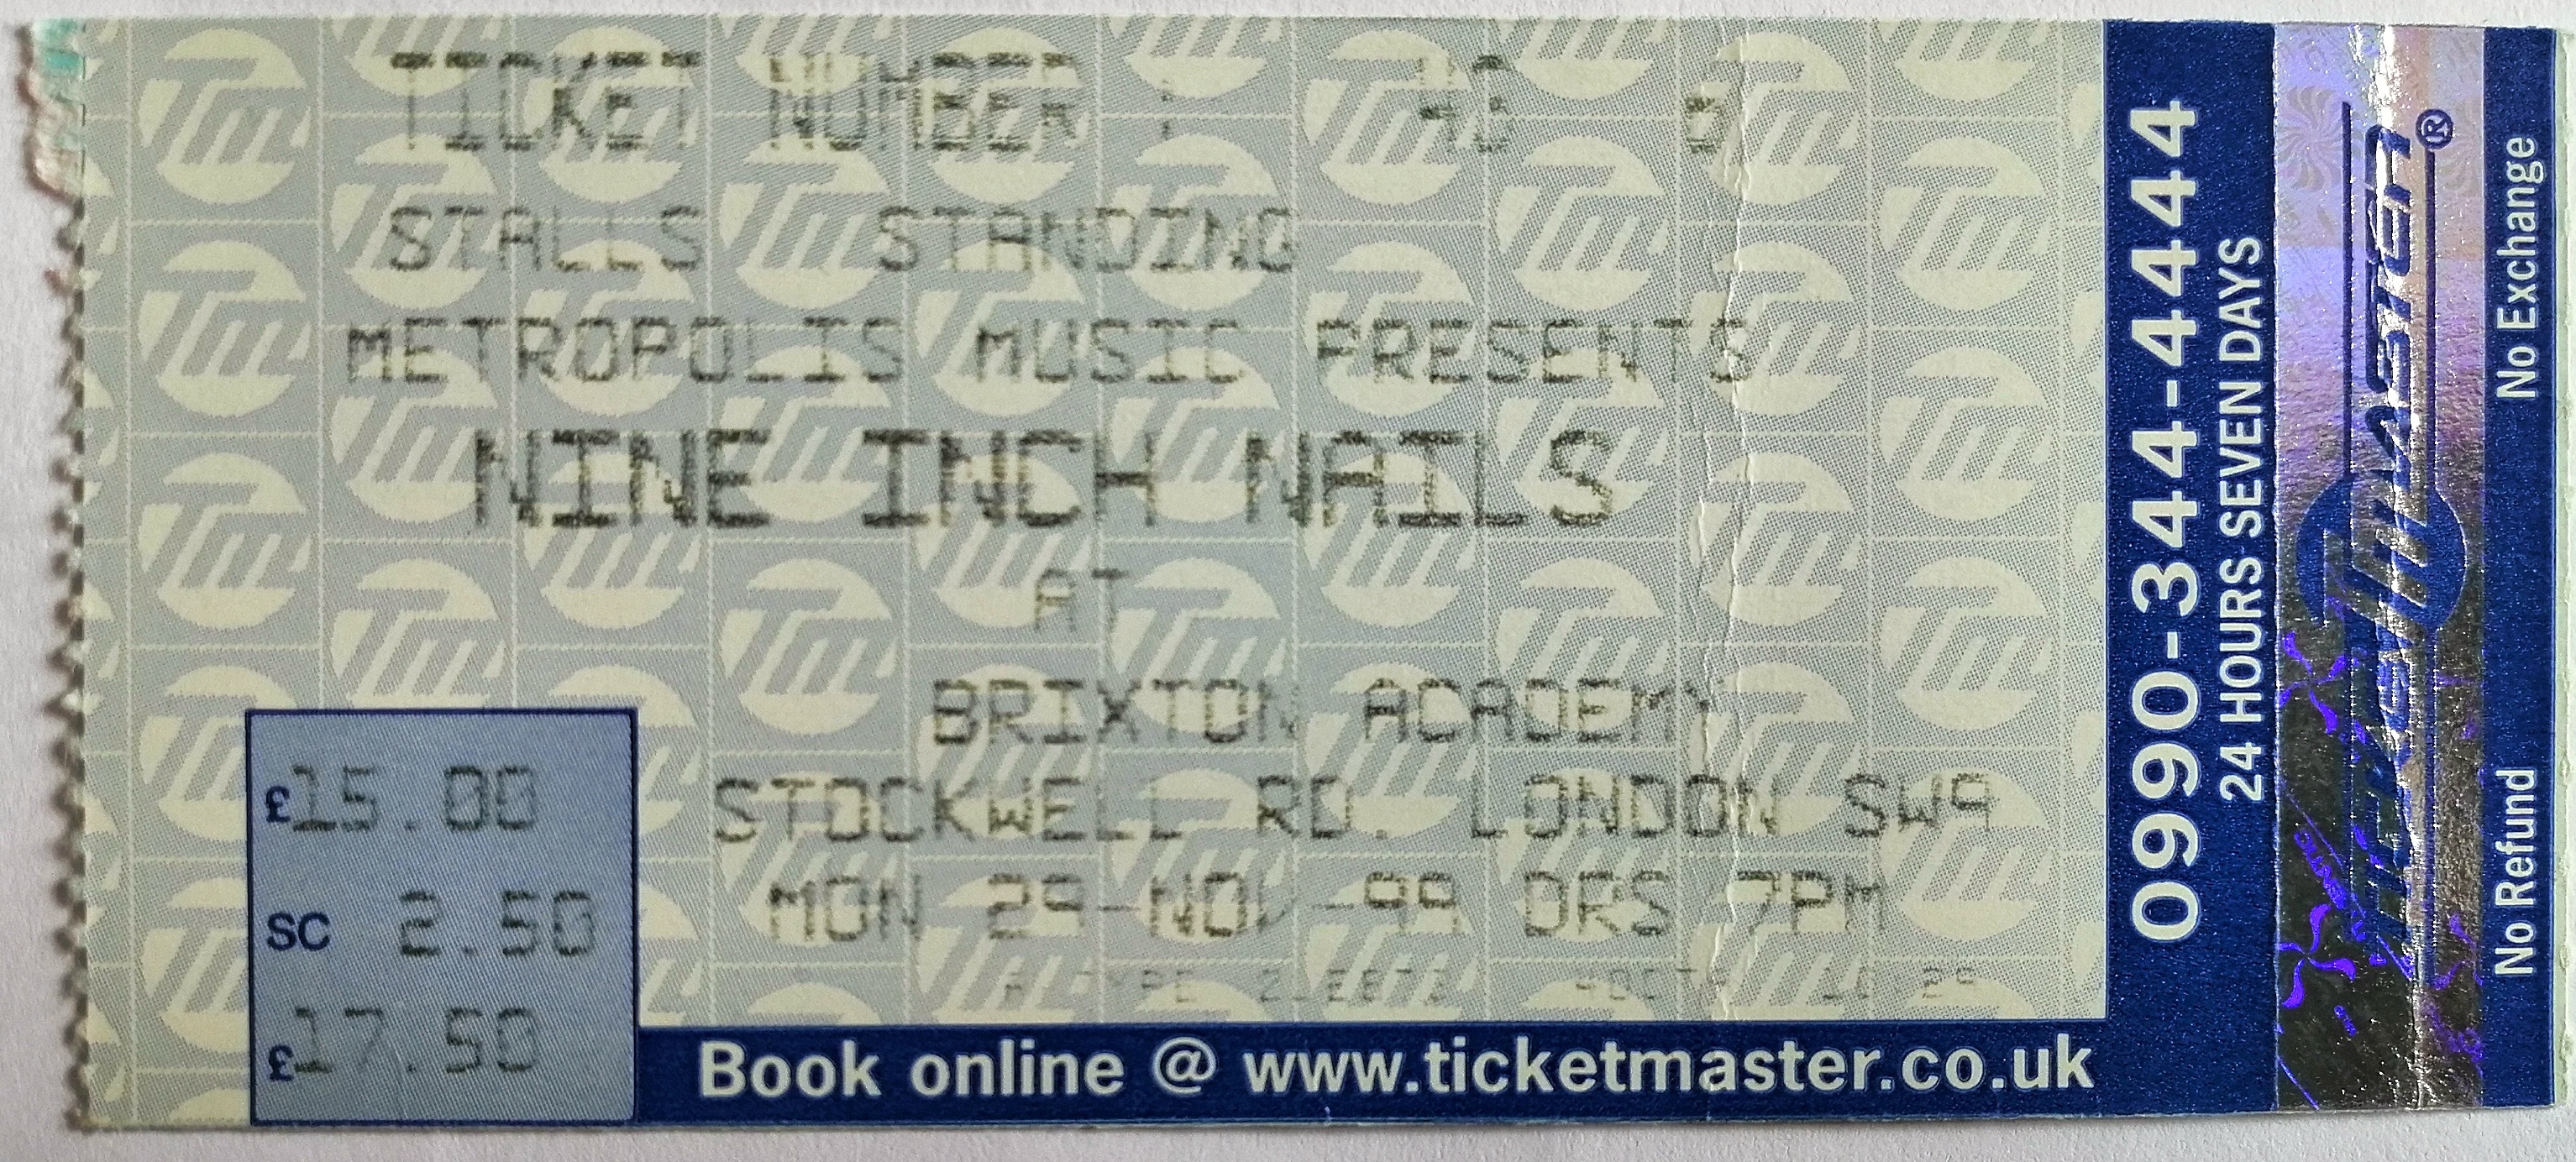 TICKET NUMBER :
STALLS STANDING
METROPOLIS MUSIC PRESENTS
NINE INCH NAILS
AT
BRIXTON ACADEMY
STOCKWELL RD. LONDON SW9
MON 29-NOV-99 DRS 7PM
£15.00
SC 2.50
£17.50
Book online @ www.ticketmaster.co.uk
0990-344-4444
24 HOURS SEVEN DAYS
ticketmaster®
No Refund No Exchange